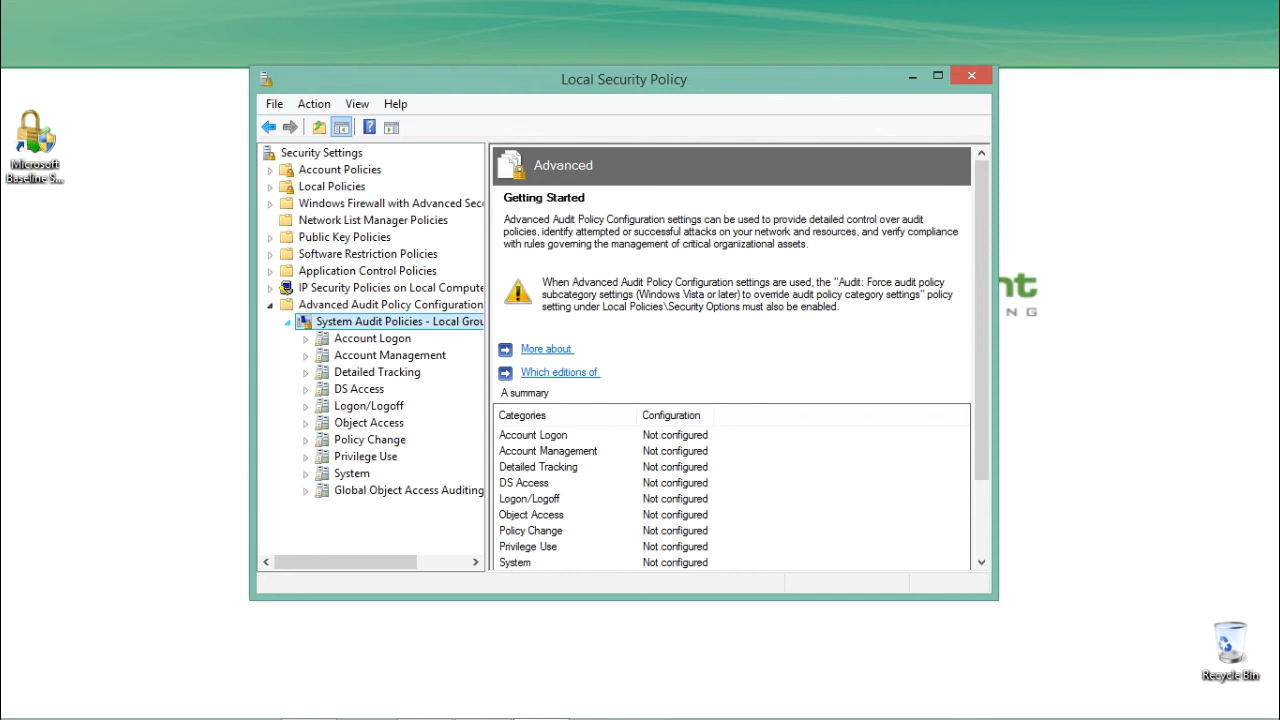 Local Security Policy
File Action View Help
Security Settings
Account Policies
Local Policies
Windows Firewall with Advanced Secu
Network List Manager Policies
Public Key Policies
Software Restriction Policies
Application Control Policies
IP Security Policies on Local Compute
Advanced Audit Policy Configuration
System Audit Policies - Local Grou
Account Logon
Account Management
Detailed Tracking
DS Access
Logon/Logoff
Object Access
Policy Change
Privilege Use
System
Global Object Access Auditing
Advanced
Getting Started
Advanced Audit Policy Configuration settings can be used to provide detailed control over audit
policies, identify attempted or successful attacks on your network and resources, and verify compliance
with rules governing the management of critical organizational assets.
When Advanced Audit Policy Configuration settings are used, the "Audit: Force audit policy
subcategory settings (Windows Vista or later) to override audit policy category settings" policy
setting under Local Policies\Security Options must also be enabled.
More about
Which editions of
A summary
Categories Configuration
Account Logon Not configured
Account Management Not configured
Detailed Tracking Not configured
DS Access Not configured
Logon/Logoff Not configured
Object Access Not configured
Policy Change Not configured
Privilege Use Not configured
System Not configured
Microsoft
Baseline S...
nt
NG
Recycle Bin